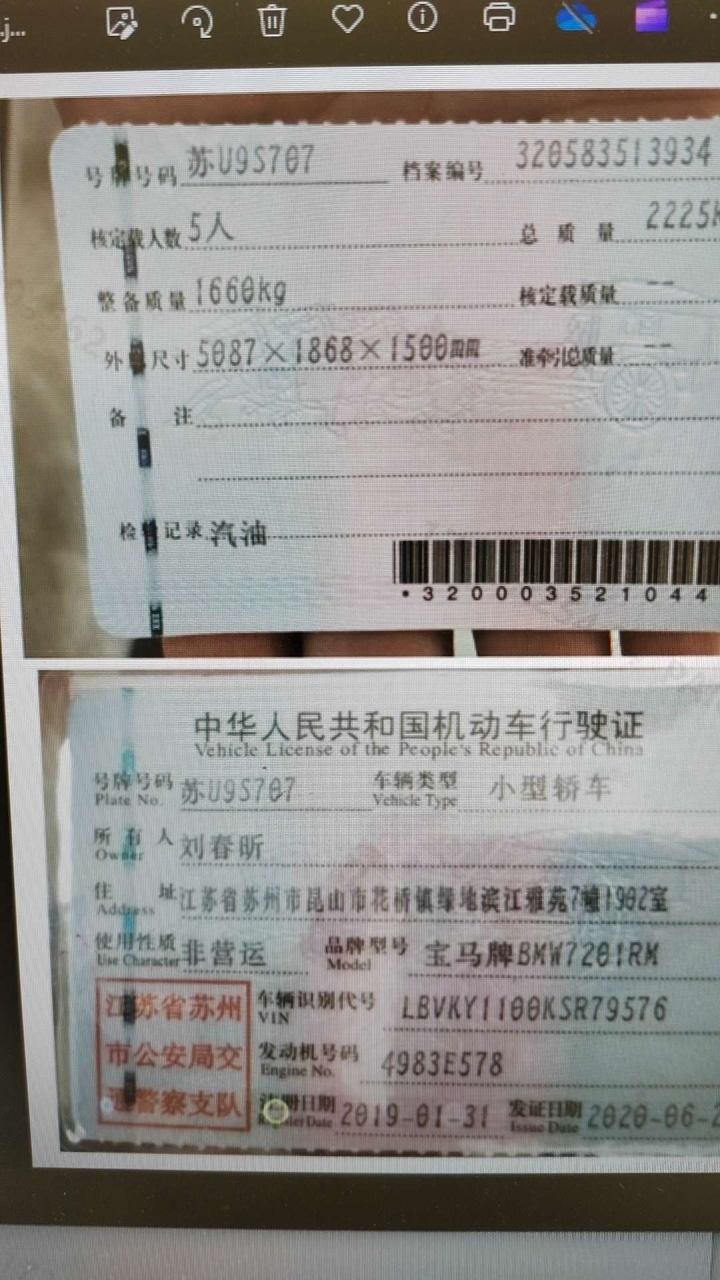 .j...
号牌号码 苏U9S707 档案编号 320583513934
核定载人数 5人 总质量 2225k
整备质量 1660kg 核定载质量 --
外 尺寸 5087×1868×1500mm 准牵引总质量 --
备注
检 记录 汽油
*320003521044
中华人民共和国机动车行驶证
Vehicle License of the People's Republic of China
号牌号码 苏U9S707 车辆类型 小型轿车
Plate No. Vehicle Type
所有人 刘春昕
Owner
住址 江苏省苏州市昆山市花桥镇绿地滨江雅苑7幢1902室
Address
使用性质 非营运 品牌型号 宝马牌BMW7201RM
Use Character Model
江苏省苏州 车辆识别代号 LBVKY1100KSR79576
VIN
市公安局交 发动机号码 4983E578
Engine No.
通警察支队 注册日期 2019-01-31 发证日期 2020-06-2
Date Issue Date